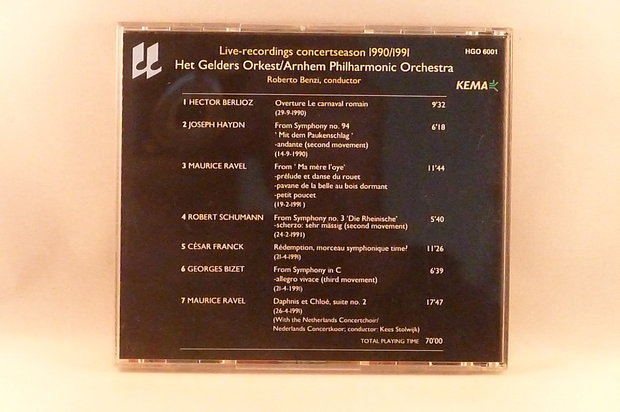 Live-recordings concertseason 1990/1991
HGO 6001
Het Gelders Orkest/Arnhem Philharmonic Orchestra
Roberto Benzi, conductor
KEMA
1 HECTOR BERLIOZ Overture Le carnaval romain 9'32
(29-9-1990)
2 JOSEPH HAYDN From Symphony no. 94 6'18
' Mit dem Paukenschlag '
-andante (second movement)
(14-9-1990)
3 MAURICE RAVEL From ' Ma mère l'oye' 11'44
-prélude et danse du rouet
-pavane de la belle au bois dormant
-petit poucet
(19-2-1991)
4 ROBERT SCHUMANN From Symphony no. 3 'Die Rheinische' 5'40
-scherzo: sehr mässig (second movement)
(24-2-1991)
5 CÉSAR FRANCK Rédemption, morceau symphonique time? 11'26
(21-4-1991)
6 GEORGES BIZET From Symphony in C 6'39
-allegro vivace (third movement)
(21-4-1991)
7 MAURICE RAVEL Daphnis et Chloé, suite no. 2 17'47
(26-4-1991)
(With the Netherlands Concertchoir/
Nederlands Concertkoor; conductor: Kees Stolwijk)
TOTAL PLAYING TIME 70'00